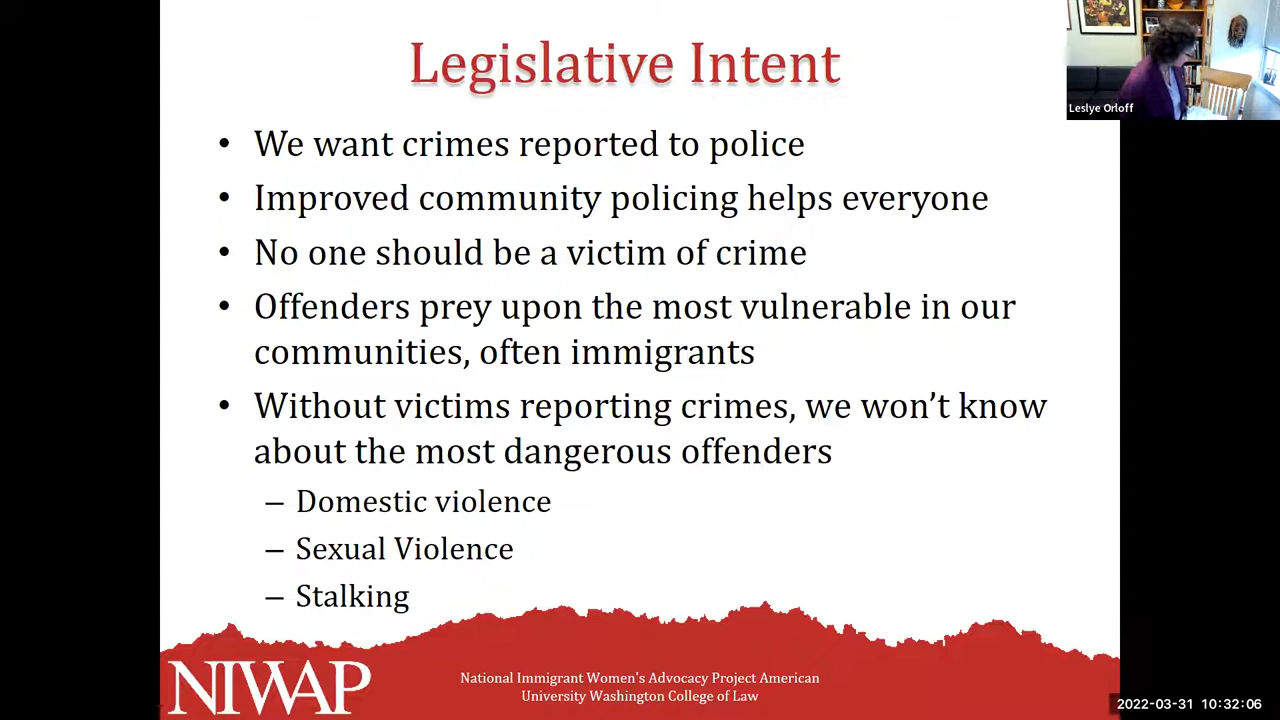 Legislative Intent
Leslye Orloff
• We want crimes reported to police
• Improved community policing helps everyone
• No one should be a victim of crime
• Offenders prey upon the most vulnerable in our
communities, often immigrants
• Without victims reporting crimes, we won’t know
about the most dangerous offenders
– Domestic violence
– Sexual Violence
– Stalking
NIWAP
National Immigrant Women's Advocacy Project American
University Washington College of Law
2022-03-31 10:32:06